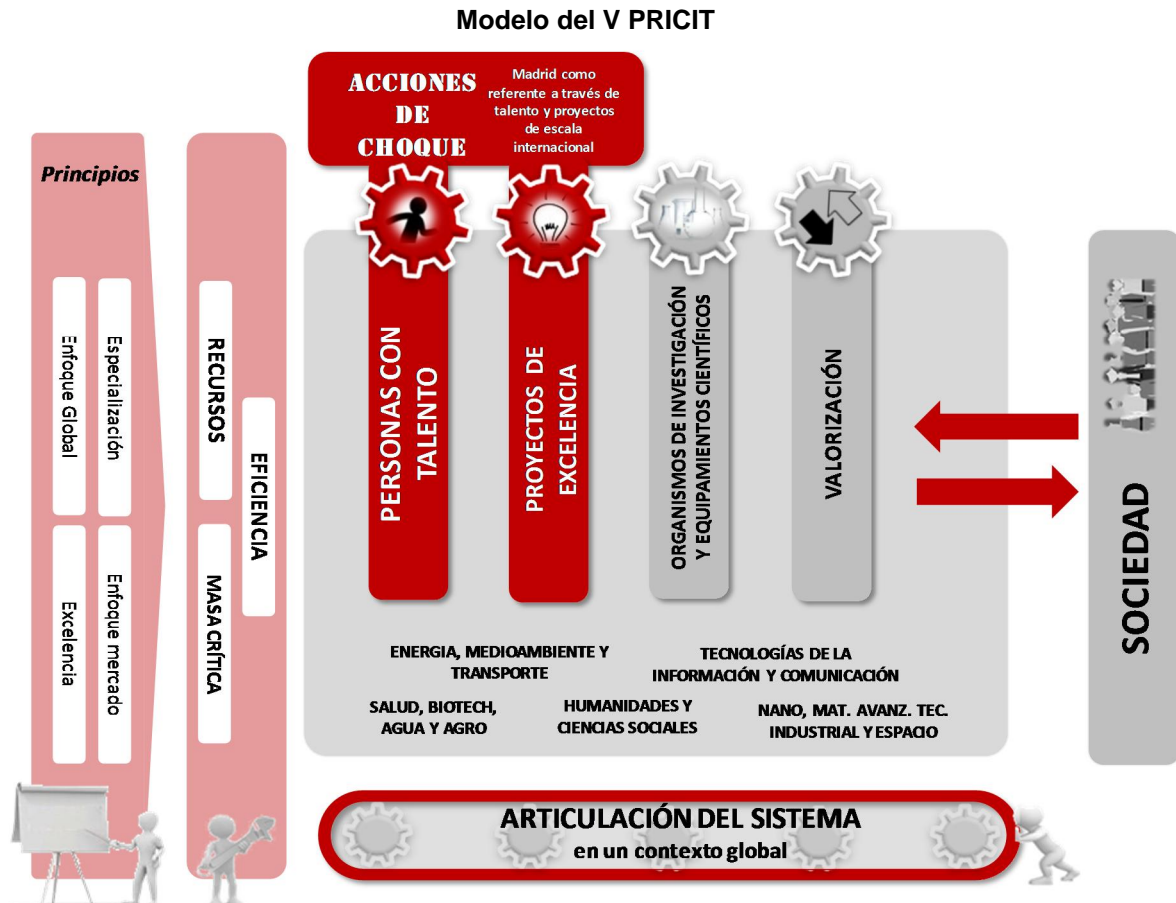 Modelo del V PRICIT
ACCIONES
DE
CHOQUE
Madrid como
referente a través de
talento y proyectos
de escala
internacional
Principios
Enfoque Global
Especialización
Excelencia
Enfoque mercado
RECURSOS
MASA CRÍTICA
EFICIENCIA
PERSONAS CON
TALENTO
PROYECTOS DE
EXCELENCIA
ORGANISMOS DE INVESTIGACIÓN
Y EQUIPAMIENTOS CIENTÍFICOS
VALORIZACIÓN
SOCIEDAD
ENERGIA, MEDIOAMBIENTE Y
TRANSPORTE
TECNOLOGÍAS DE LA
INFORMACIÓN Y COMUNICACIÓN
SALUD, BIOTECH,
AGUA Y AGRO
HUMANIDADES Y
CIENCIAS SOCIALES
NANO, MAT. AVANZ. TEC.
INDUSTRIAL Y ESPACIO
ARTICULACIÓN DEL SISTEMA
en un contexto global